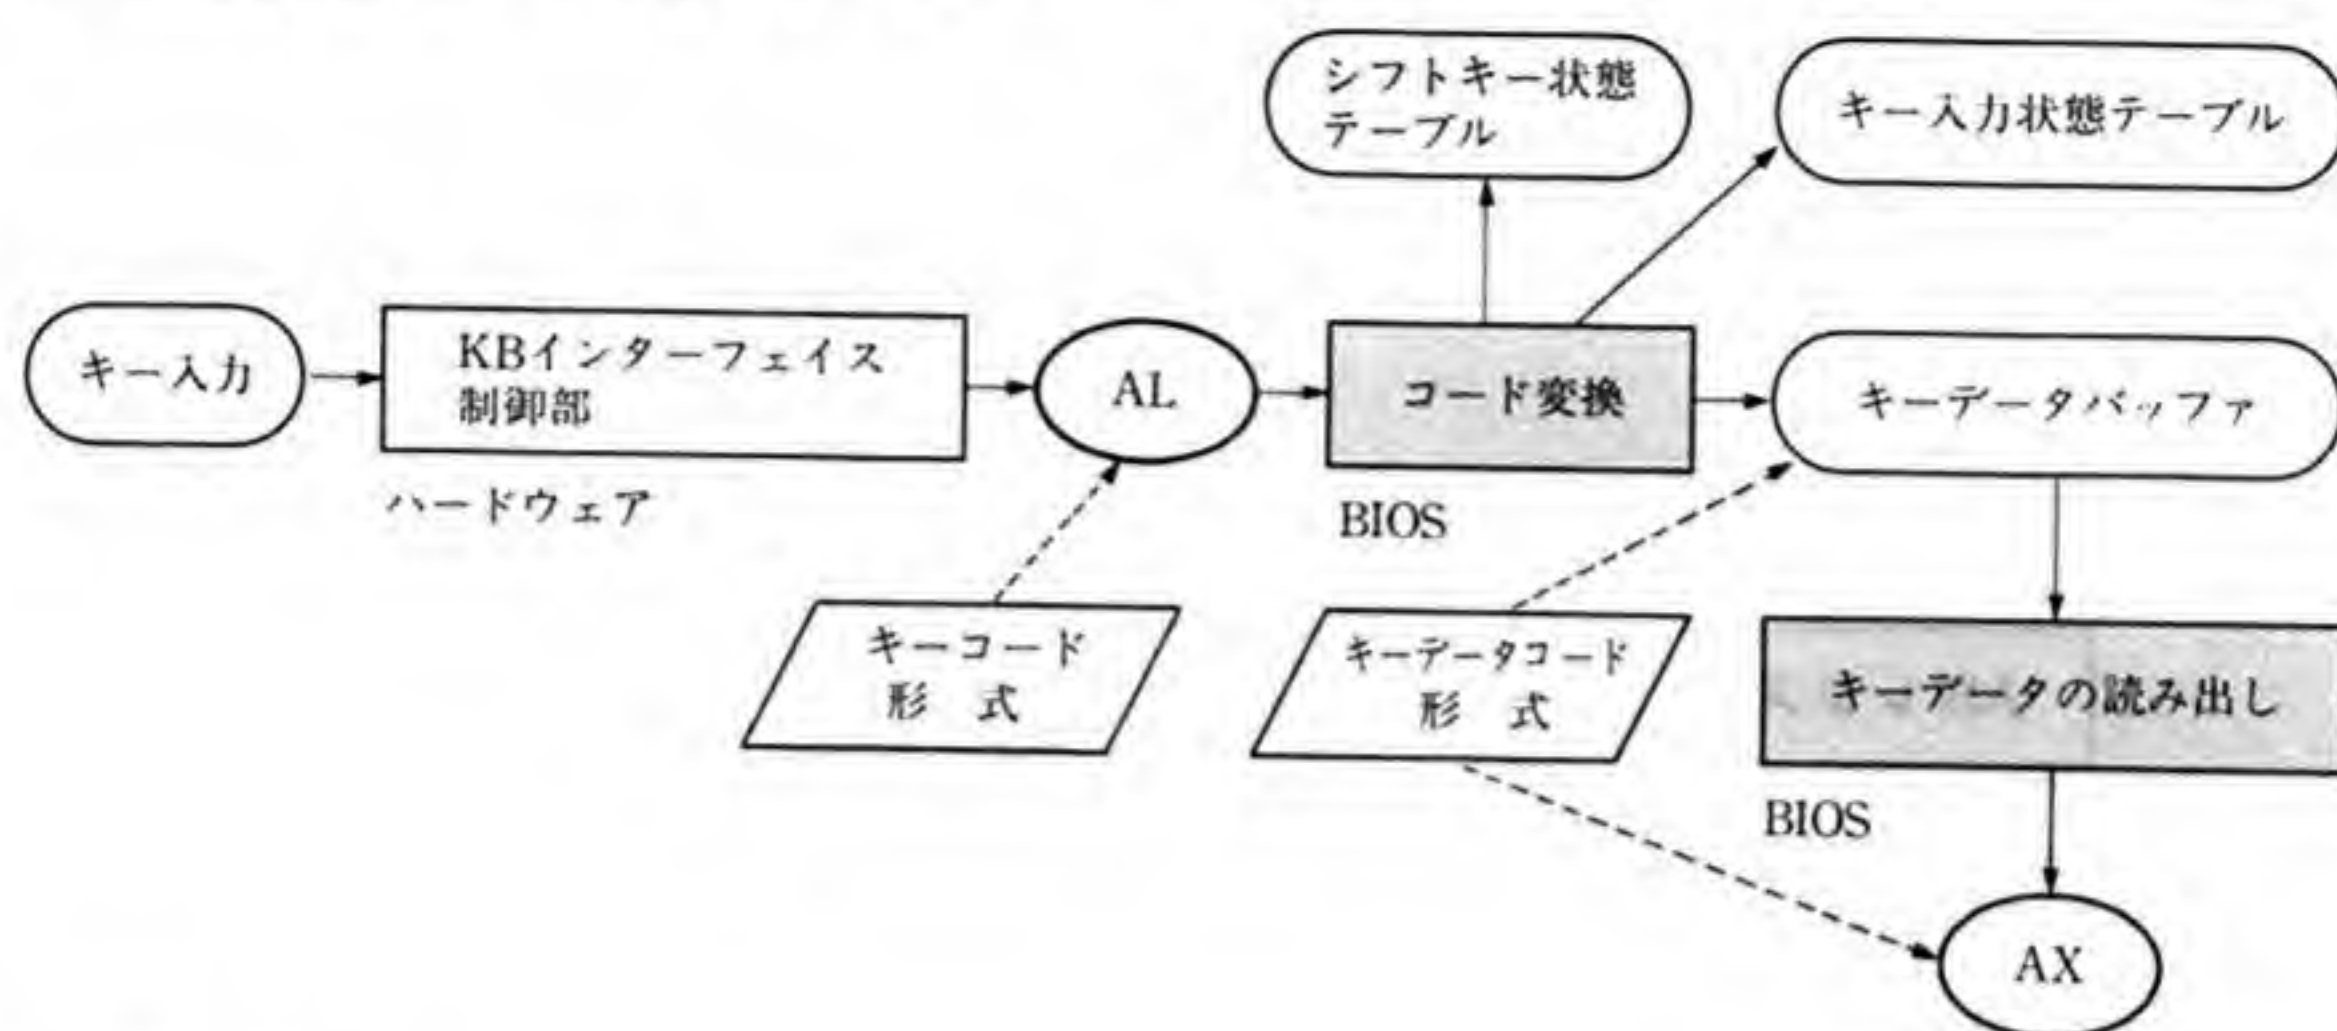 シフトキー状態
テーブル
キー入力状態テーブル
キー入力
KBインターフェイス
制御部
AL
コード変換
キーデータバッファ
ハードウェア
BIOS
キーコード
形 式
キーデータコード
形 式
キーデータの読み出し
BIOS
AX